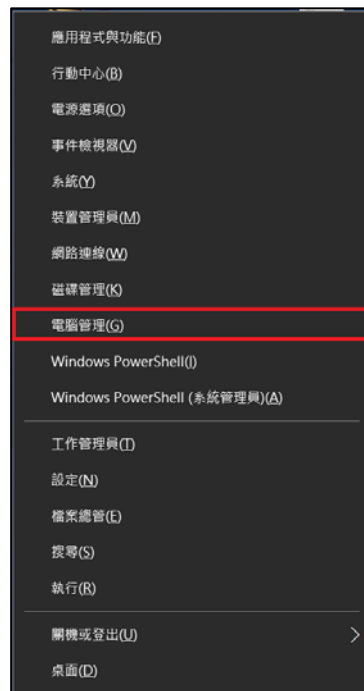 應用程式與功能(F)
行動中心(B)
電源選項(O)
事件檢視器(V)
系統(Y)
裝置管理員(M)
網路連線(W)
磁碟管理(K)
電腦管理(G)
Windows PowerShell(I)
Windows PowerShell (系統管理員)(A)
工作管理員(T)
設定(N)
檔案總管(E)
搜尋(S)
執行(R)
關機或登出(U)
桌面(D)